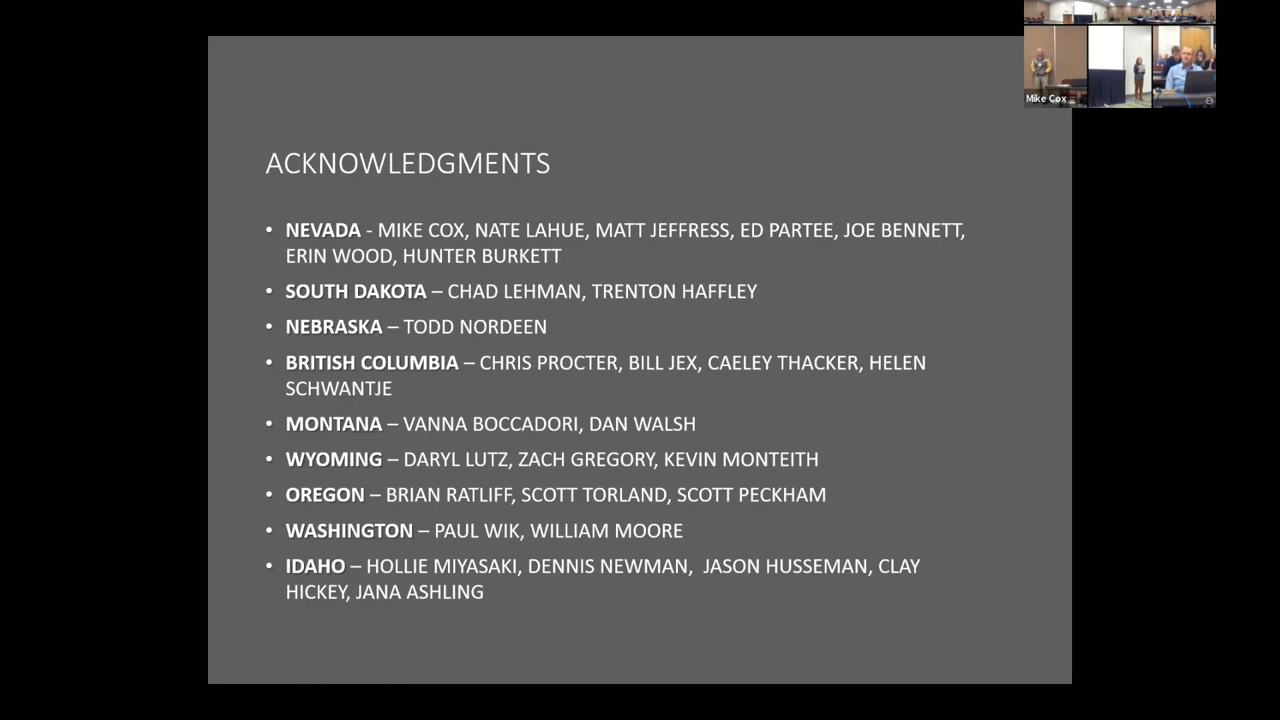 Mike Cox ...
ACKNOWLEDGMENTS
• NEVADA - MIKE COX, NATE LAHUE, MATT JEFFRESS, ED PARTEE, JOE BENNETT,
ERIN WOOD, HUNTER BURKETT
• SOUTH DAKOTA – CHAD LEHMAN, TRENTON HAFFLEY
• NEBRASKA – TODD NORDEEN
• BRITISH COLUMBIA – CHRIS PROCTER, BILL JEX, CAELEY THACKER, HELEN
SCHWANTJE
• MONTANA – VANNA BOCCADORI, DAN WALSH
• WYOMING – DARYL LUTZ, ZACH GREGORY, KEVIN MONTEITH
• OREGON – BRIAN RATLIFF, SCOTT TORLAND, SCOTT PECKHAM
• WASHINGTON – PAUL WIK, WILLIAM MOORE
• IDAHO – HOLLIE MIYASAKI, DENNIS NEWMAN,  JASON HUSSEMAN, CLAY
HICKEY, JANA ASHLING